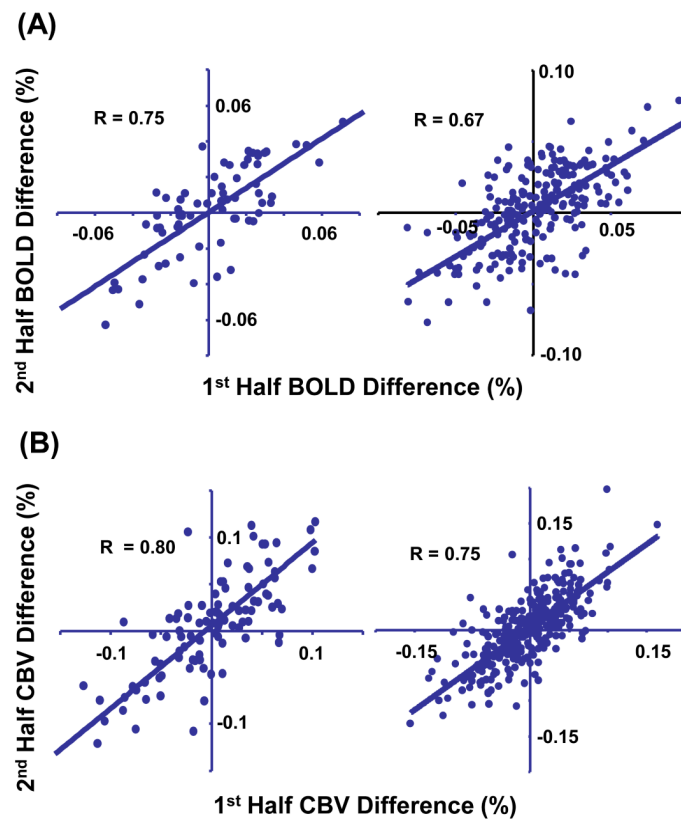 (A)
2nd Half BOLD Difference (%)
R = 0.75
0.06
-0.06
0.06
-0.06
R = 0.67
0.10
-0.05
0.05
-0.10
1st Half BOLD Difference (%)
(B)
2nd Half CBV Difference (%)
R = 0.80
0.1
-0.1
0.1
-0.1
R = 0.75
0.15
-0.15
0.15
-0.15
1st Half CBV Difference (%)